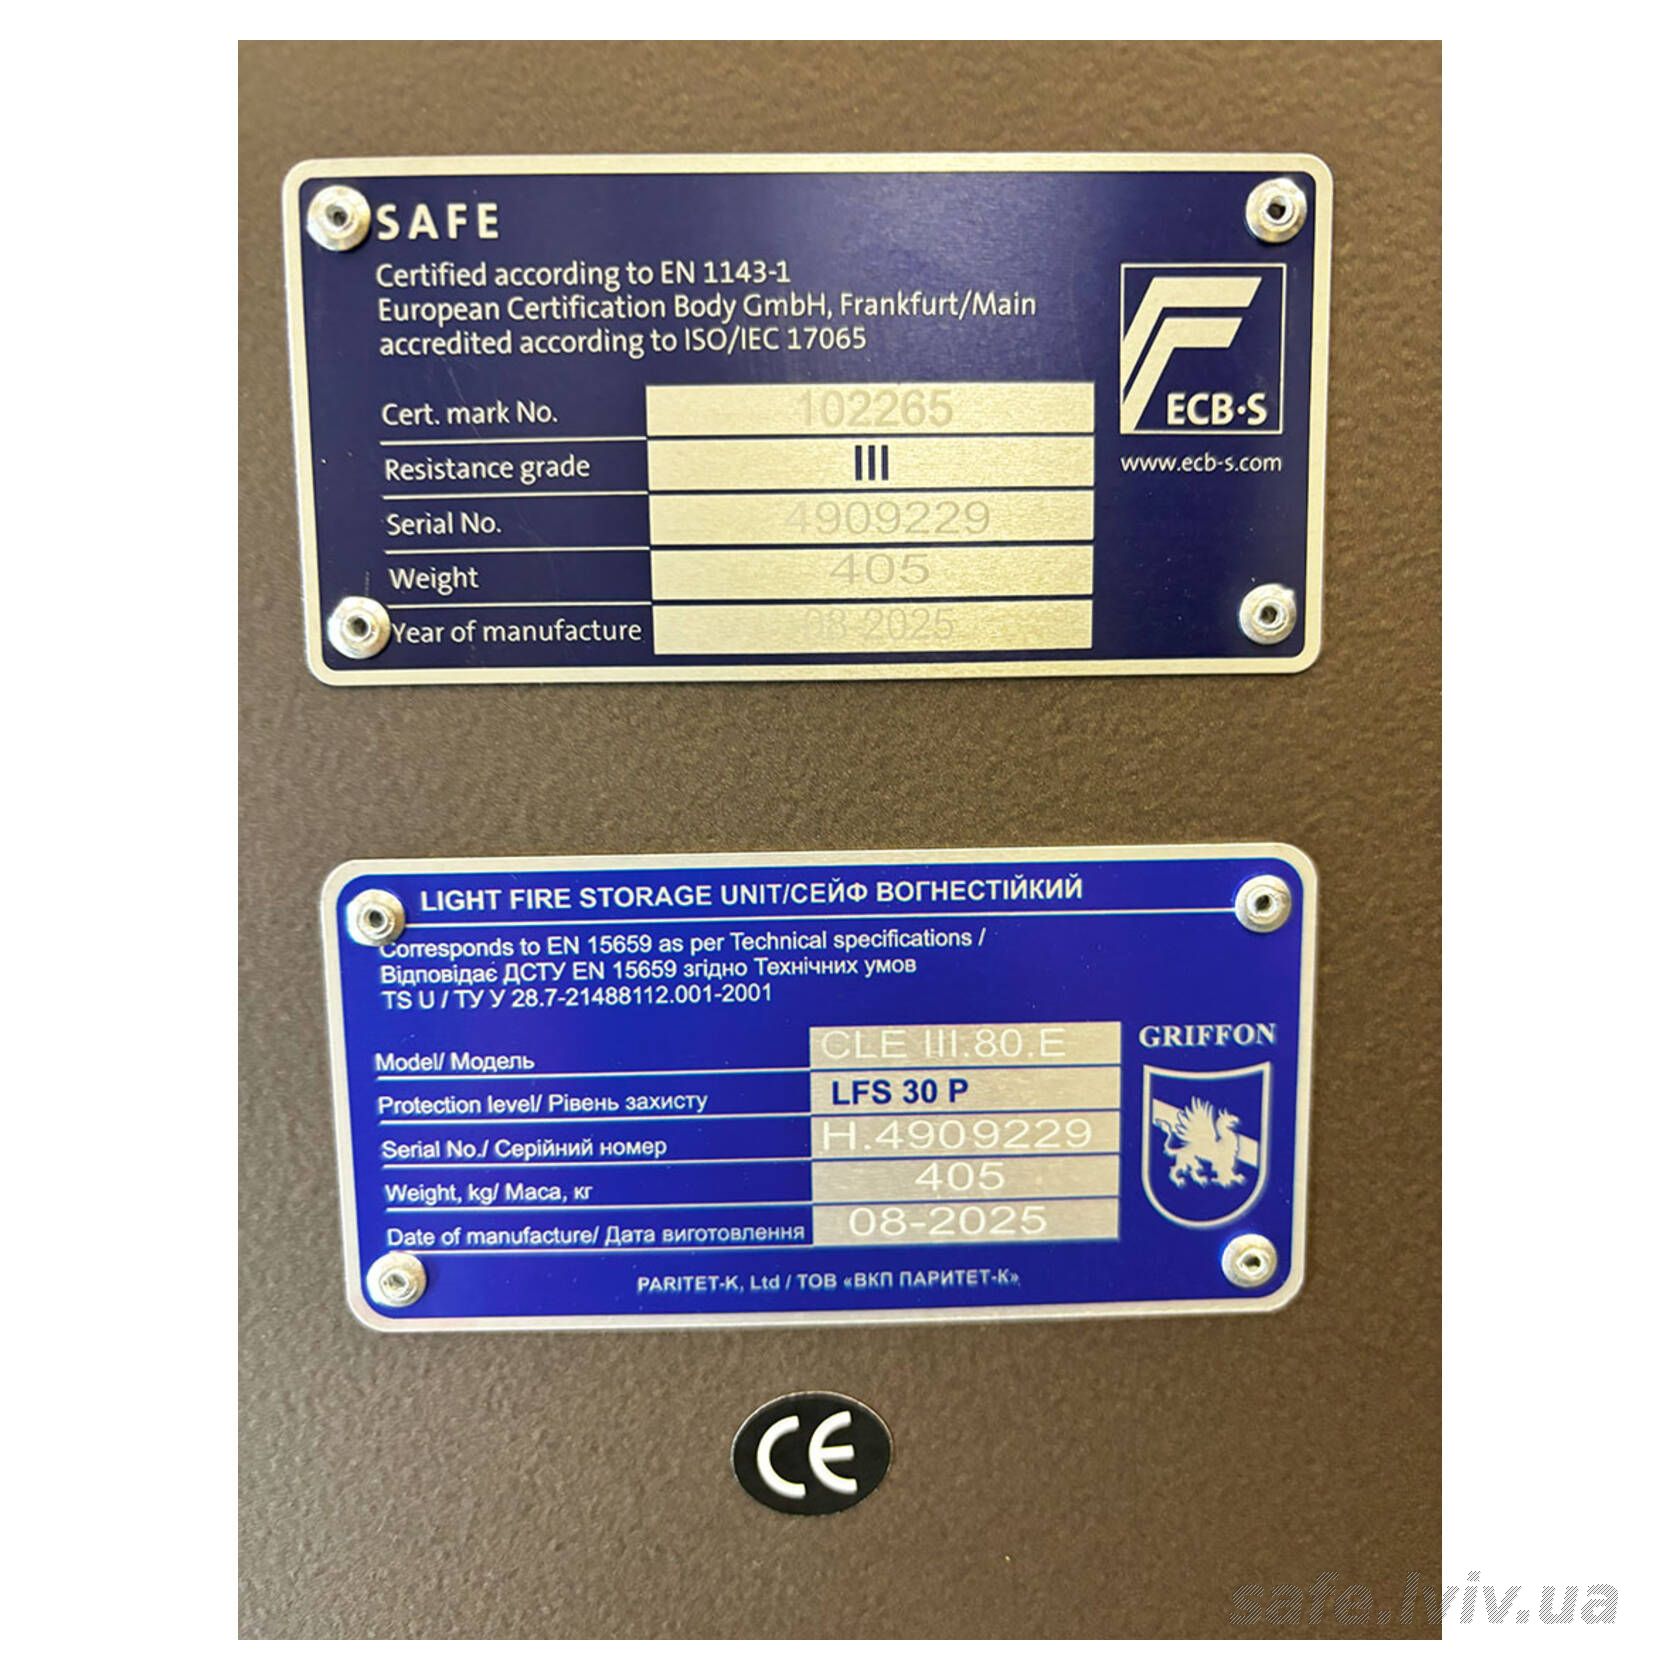 SAFE
Certified according to EN 1143-1
European Certification Body GmbH, Frankfurt/Main
accredited according to ISO/IEC 17065
ECB·S
www.ecb-s.com
Cert. mark No. 102265
Resistance grade III
Serial No. 4909229
Weight 405
Year of manufacture 08 2025
LIGHT FIRE STORAGE UNIT/СЕЙФ ВОГНЕСТІЙКИЙ
Corresponds to EN 15659 as per Technical specifications /
Відповідає ДСТУ EN 15659 згідно Технічних умов
TS U / ТУ У 28.7-21488112.001-2001
GRIFFON
Model/ Модель CLE III.80.E
Protection level/ Рівень захисту LFS 30 P
Serial No./ Серійний номер H.4909229
Weight, kg/ Маса, кг 405
Date of manufacture/ Дата виготовлення 08-2025
PARITET-K, Ltd / ТОВ «ВКП ПАРИТЕТ-К»
CE
safe.lviv.ua